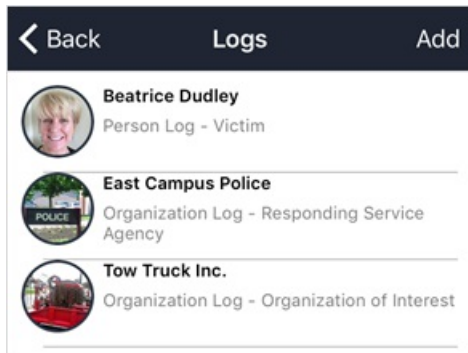 Back Logs Add
Beatrice Dudley
Person Log - Victim
East Campus Police
POLICE
Organization Log - Responding Service
Agency
Tow Truck Inc.
Organization Log - Organization of Interest